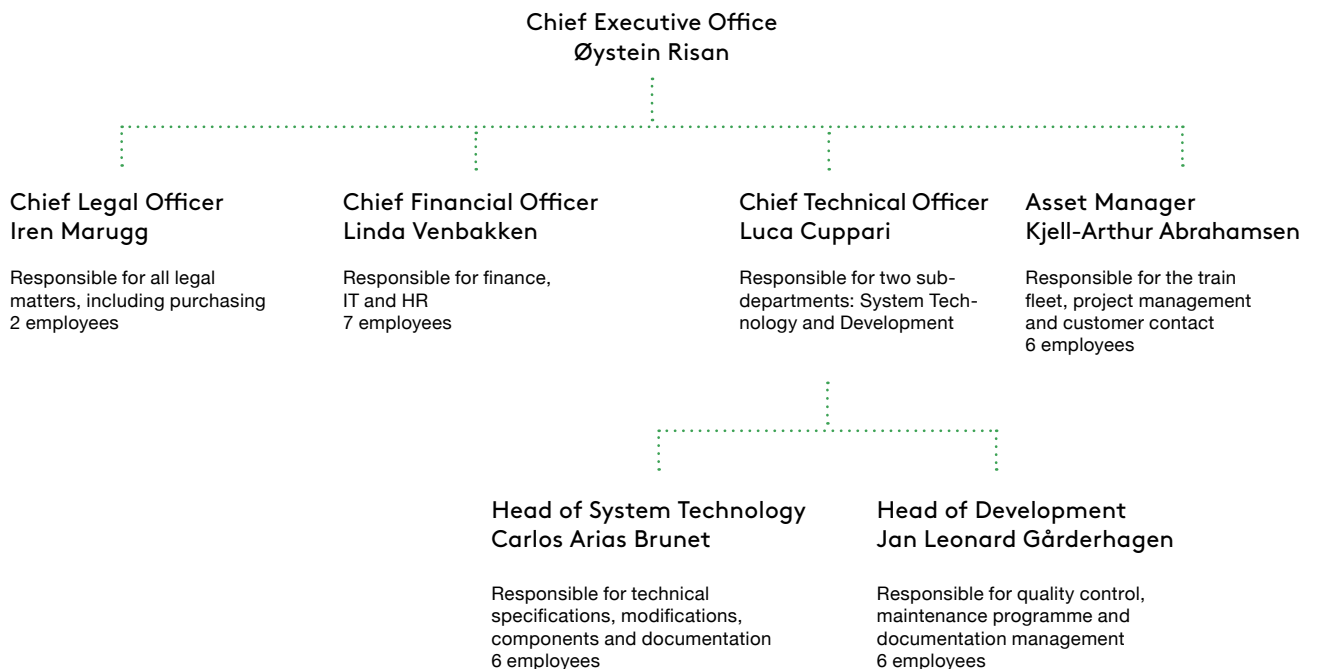 Chief Executive Office
Øystein Risan
Chief Legal Officer
Iren Marugg
Responsible for all legal
matters, including purchasing
2 employees
Chief Financial Officer
Linda Venbakken
Responsible for finance,
IT and HR
7 employees
Chief Technical Officer
Luca Cuppari
Responsible for two sub-
departments: System Tech-
nology and Development
Asset Manager
Kjell-Arthur Abrahamsen
Responsible for the train
fleet, project management
and customer contact
6 employees
Head of System Technology
Carlos Arias Brunet
Responsible for technical
specifications, modifications,
components and documentation
6 employees
Head of Development
Jan Leonard Gårderhagen
Responsible for quality control,
maintenance programme and
documentation management
6 employees